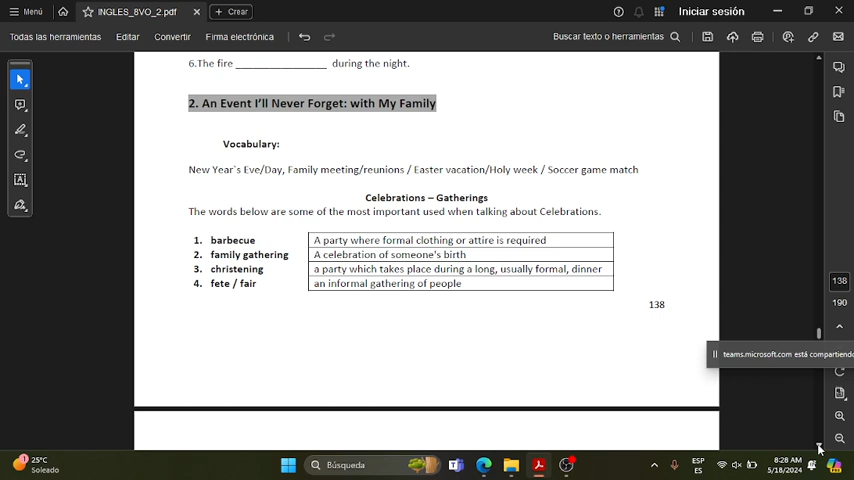 Menú
INGLES_8VO_2.pdf
Crear
Iniciar sesión
Todas las herramientas
Editar
Convertir
Firma electrónica
Buscar texto o herramientas
6.The fire __________________ during the night.
2. An Event I'll Never Forget: with My Family
Vocabulary:
New Year`s Eve/Day, Family meeting/reunions / Easter vacation/Holy week / Soccer game match
Celebrations – Gatherings
The words below are some of the most important used when talking about Celebrations.
1. barbecue A party where formal clothing or attire is required
2. family gathering A celebration of someone's birth
3. christening a party which takes place during a long, usually formal, dinner
4. fete / fair an informal gathering of people
138
138
190
teams.microsoft.com está compartiendo
1
25°C
Soleado
Búsqueda
ESP
ES
8:28 AM
5/18/2024